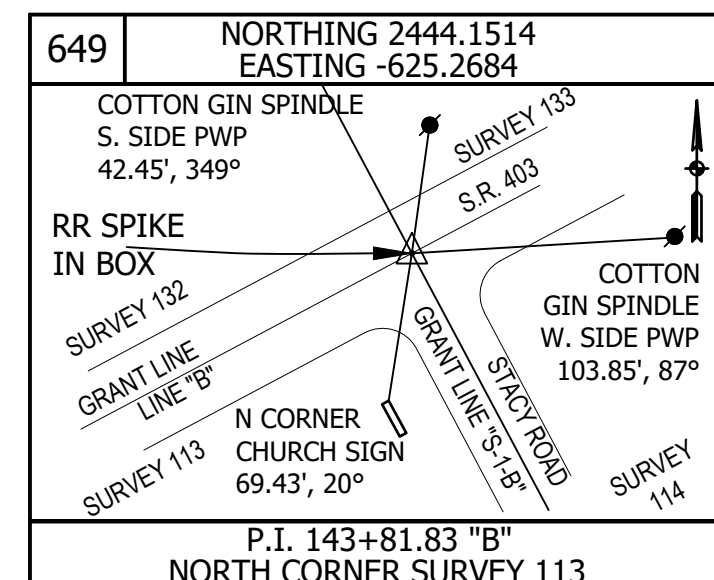 649
NORTHING 2444.1514
EASTING -625.2684
COTTON GIN SPINDLE
S. SIDE PWP
42.45', 349°
SURVEY 133
S.R. 403
RR SPIKE
IN BOX
COTTON
GIN SPINDLE
W. SIDE PWP
103.85', 87°
SURVEY 132
GRANT LINE
LINE "B"
SURVEY 113
N CORNER
CHURCH SIGN
69.43', 20°
GRANT LINE "S-1-B"
STACY ROAD
SURVEY
114
P.I. 143+81.83 "B"
NORTH CORNER SURVEY 113